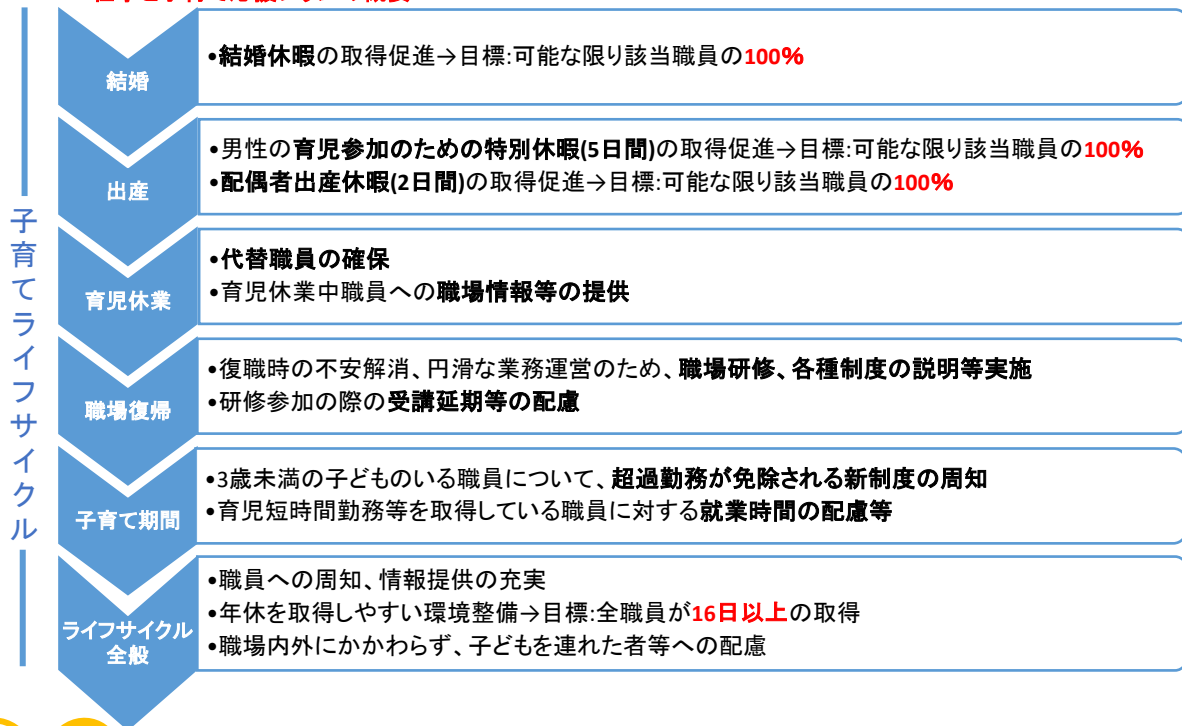 子育てライフサイクル
結婚
•結婚休暇の取得促進→目標:可能な限り該当職員の100%
出産
•男性の育児参加のための特別休暇(5日間)の取得促進→目標:可能な限り該当職員の100%
•配偶者出産休暇(2日間)の取得促進→目標:可能な限り該当職員の100%
育児休業
•代替職員の確保
•育児休業中職員への職場情報等の提供
職場復帰
•復職時の不安解消、円滑な業務運営のため、職場研修、各種制度の説明等実施
•研修参加の際の受講延期等の配慮
子育て期間
•3歳未満の子どものいる職員について、超過勤務が免除される新制度の周知
•育児短時間勤務等を取得している職員に対する就業時間の配慮等
ライフサイクル
全般
•職員への周知、情報提供の充実
•年休を取得しやすい環境整備→目標:全職員が16日以上の取得
•職場内外にかかわらず、子どもを連れた者等への配慮